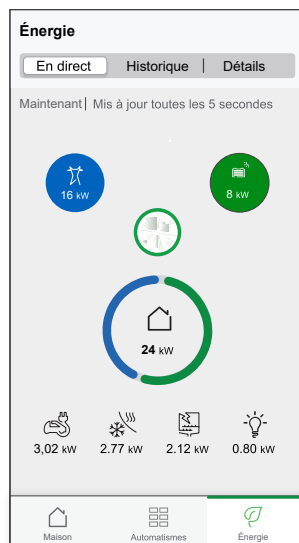 Énergie
En direct Historique | Détails
Maintenant | Mis à jour toutes les 5 secondes
16 kW
8 kW
24 kW
3,02 kW 2.77 kW 2.12 kW 0.80 kW
Maison Automatismes Énergie